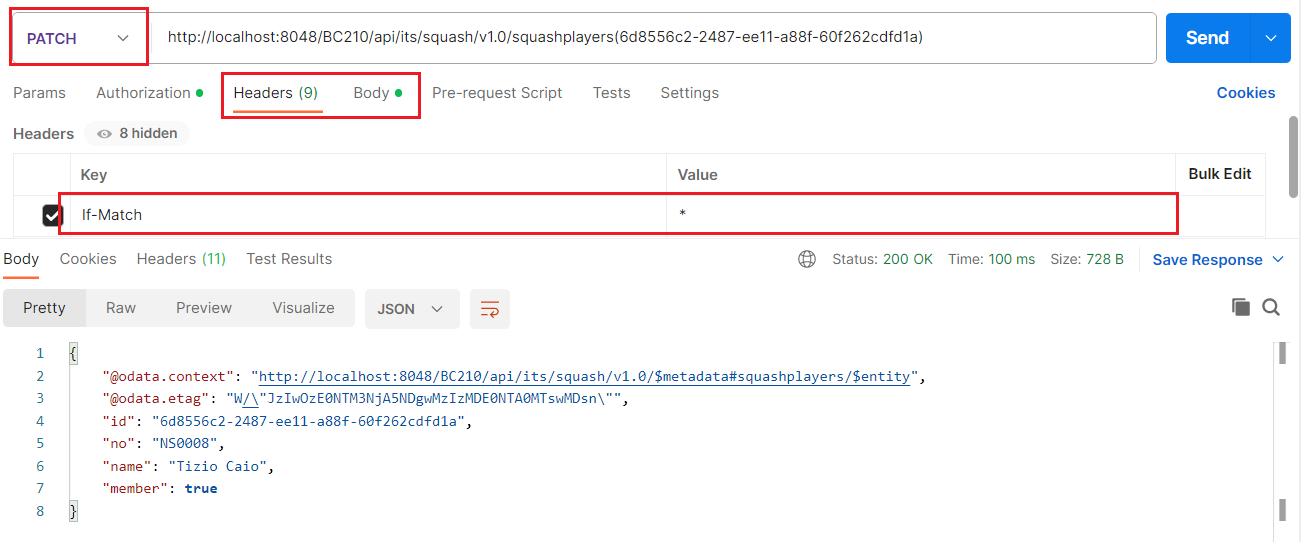 PATCH http://localhost:8048/BC210/api/its/squash/v1.0/squashplayers(6d8556c2-2487-ee11-a88f-60f262cdfd1a) Send
Params Authorization Headers (9) Body Pre-request Script Tests Settings Cookies
Headers 8 hidden
Key Value Bulk Edit
If-Match *
Body Cookies Headers (11) Test Results Status: 200 OK Time: 100 ms Size: 728 B Save Response
Pretty Raw Preview Visualize JSON
1 {
2 "@odata.context": "http://localhost:8048/BC210/api/its/squash/v1.0/$metadata#squashplayers/$entity",
3 "@odata.etag": "W/\"JzIwOzE0NTM3NjA5NDgwMzIzMDE0NTA0MTswMDsn\"",
4 "id": "6d8556c2-2487-ee11-a88f-60f262cdfd1a",
5 "no": "NS0008",
6 "name": "Tizio Caio",
7 "member": true
8 }